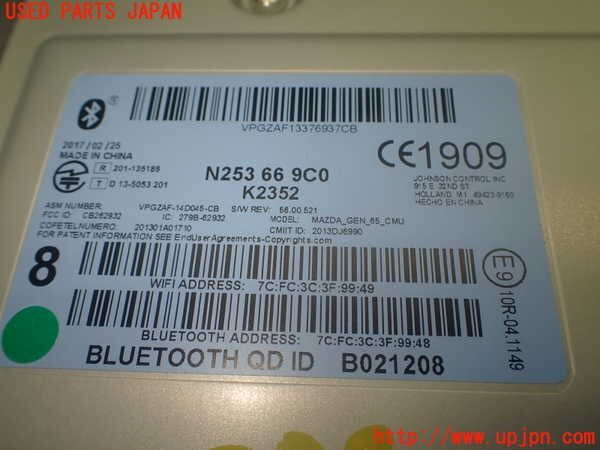 USED PARTS JAPAN
VPGZAF13376937CB
2017/02/25
MADE IN CHINA
R 201-135185
T D 13-5053 201
N253 66 9C0
K2352
CE1909
JOHNSON CONTROL INC
915 E. 32ND ST.
HOLLAND, MI. 49423-9160
HECHO EN CHINA
ASM NUMBER: VPGZAF-14D045-CB S/W REV: 56.00.521
FCC ID: CB262932 IC: 279B-62932 MODEL: MAZDA_GEN_65_CMU
COFETELNUMERO: 201301A01710 CMIIT ID: 2013DJ6990
FOR PATENT INFORMATION SEE EndUserAgreements-Copyrights.com
8
WIFI ADDRESS: 7C:FC:3C:3F:99:49
BLUETOOTH ADDRESS: 7C:FC:3C:3F:99:48
BLUETOOTH QD ID B021208
E9 10R-04.1149
http://www.upjpn.com/